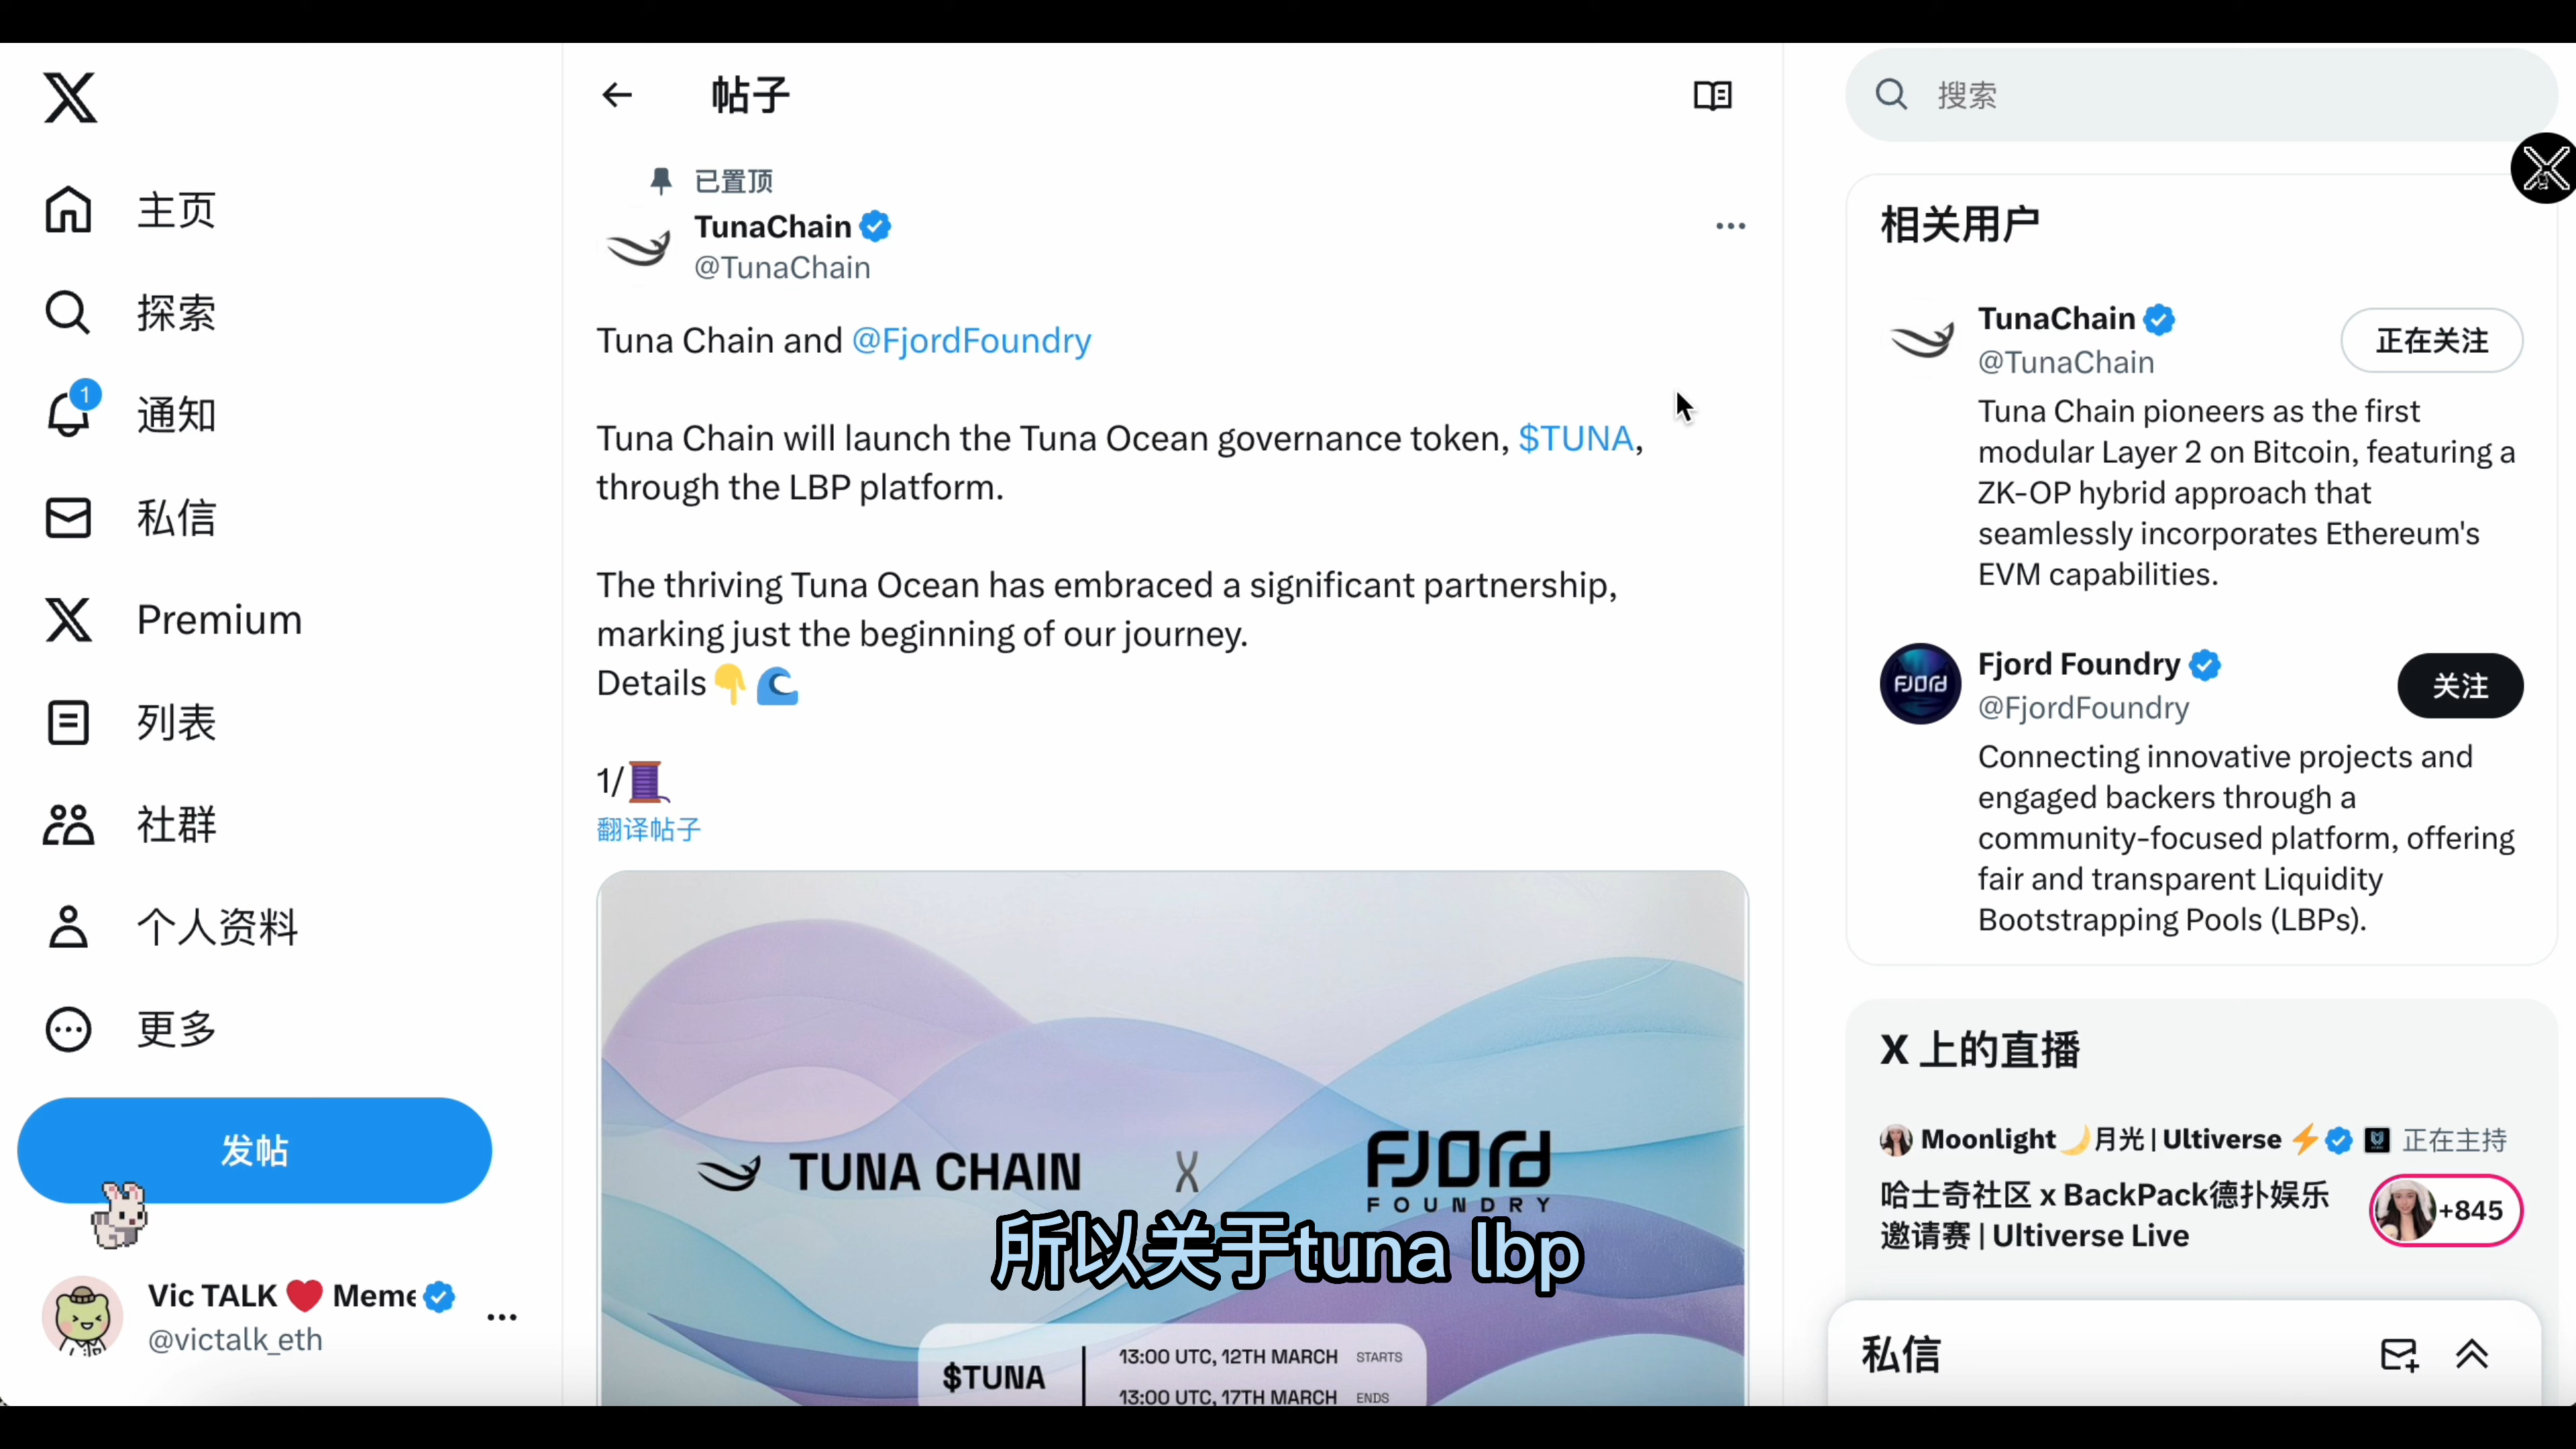 主页
探索
1
通知
私信
Premium
列表
社群
个人资料
更多
发帖
Vic TALK ❤️ Meme
@victalk_eth
帖子
已置顶
TunaChain
@TunaChain
Tuna Chain and @FjordFoundry
Tuna Chain will launch the Tuna Ocean governance token, $TUNA,
through the LBP platform.
The thriving Tuna Ocean has embraced a significant partnership,
marking just the beginning of our journey.
Details👇🌊
1/🧵
翻译帖子
TUNA CHAIN X FJORD
FOUNDRY
所以关于tuna lbp
$TUNA
13:00 UTC, 12TH MARCH STARTS
13:00 UTC, 17TH MARCH ENDS
搜索
相关用户
TunaChain
@TunaChain
正在关注
Tuna Chain pioneers as the first
modular Layer 2 on Bitcoin, featuring a
ZK-OP hybrid approach that
seamlessly incorporates Ethereum's
EVM capabilities.
FJORD
Fjord Foundry
@FjordFoundry
关注
Connecting innovative projects and
engaged backers through a
community-focused platform, offering
fair and transparent Liquidity
Bootstrapping Pools (LBPs).
X 上的直播
Moonlight 🌙月光 | Ultiverse ⚡ 正在主持
哈士奇社区 x BackPack德扑娱乐
邀请赛 | Ultiverse Live
+845
私信